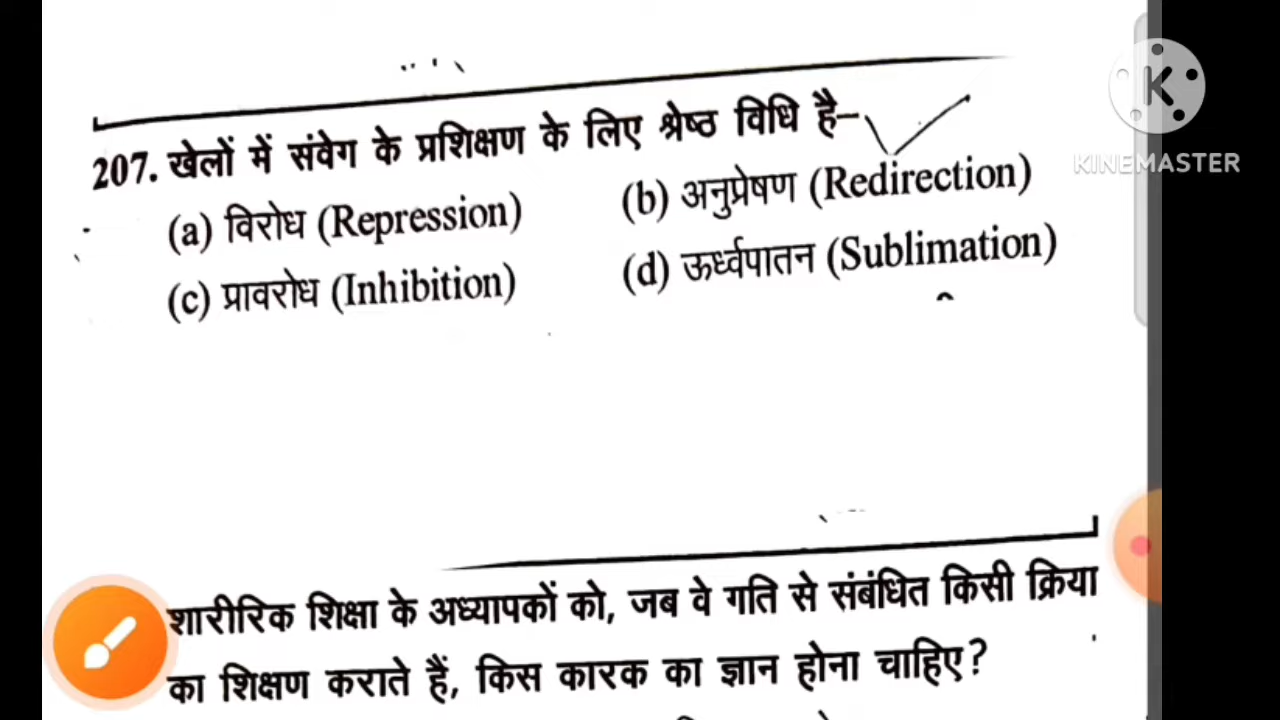 KINEMASTER
207. खेलों में संवेग के प्रशिक्षण के लिए श्रेष्ठ विधि है–
(a) विरोध (Repression) (b) अनुप्रेषण (Redirection)
(c) प्रावरोध (Inhibition) (d) ऊर्ध्वपातन (Sublimation)
शारीरिक शिक्षा के अध्यापकों को, जब वे गति से संबंधित किसी क्रिया
का शिक्षण कराते हैं, किस कारक का ज्ञान होना चाहिए?